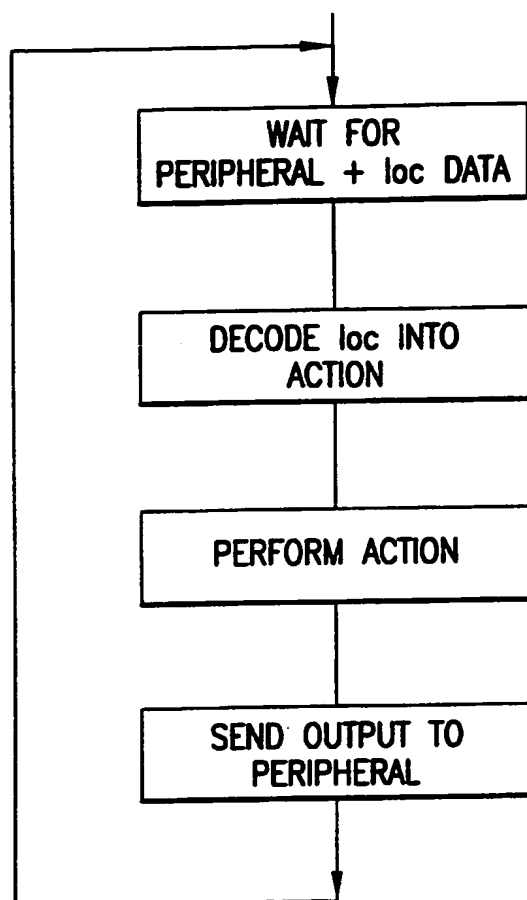 WAIT FOR
PERIPHERAL + loc DATA
DECODE loc INTO
ACTION
PERFORM ACTION
SEND OUTPUT TO
PERIPHERAL